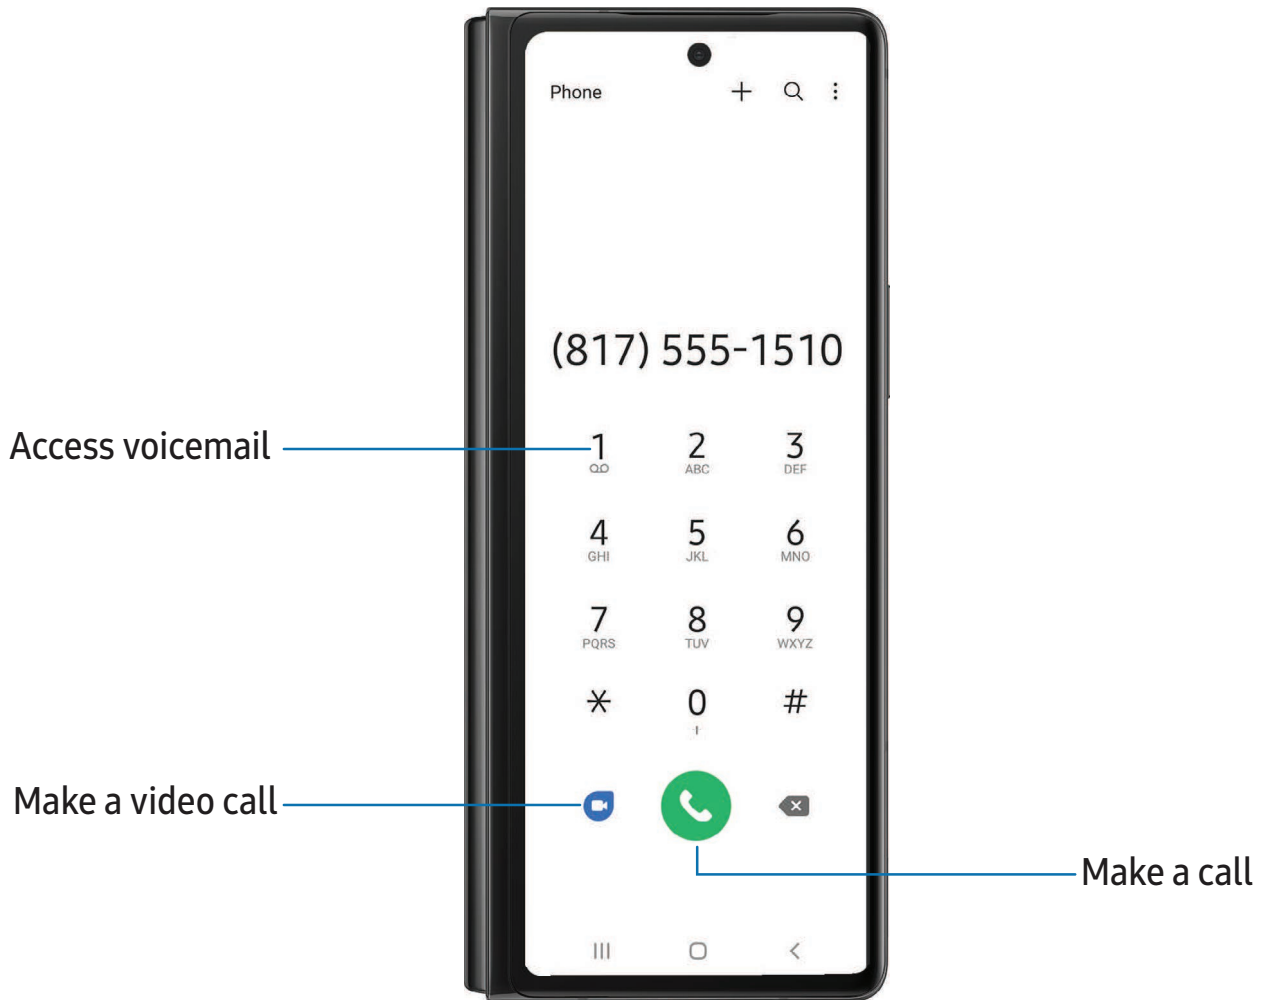 Phone
(817) 555-1510
Access voicemail
1 2 3
ABC DEF
4 5 6
GHI JKL MNO
7 8 9
PQRS TUV WXYZ
* 0 #
Make a video call
Make a call